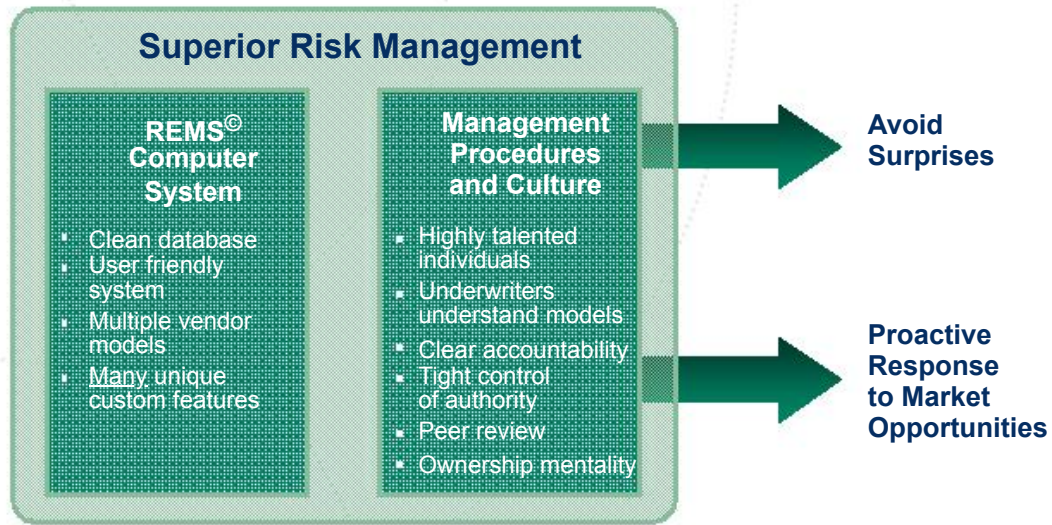 Superior Risk Management
REMS©
Computer
System
▪ Clean database
▪ User friendly
system
▪ Multiple vendor
models
▪ Many unique
custom features
Management
Procedures
and Culture
▪ Highly talented
individuals
▪ Underwriters
understand models
▪ Clear accountability
▪ Tight control
of authority
▪ Peer review
▪ Ownership mentality
Avoid
Surprises
Proactive
Response
to Market
Opportunities